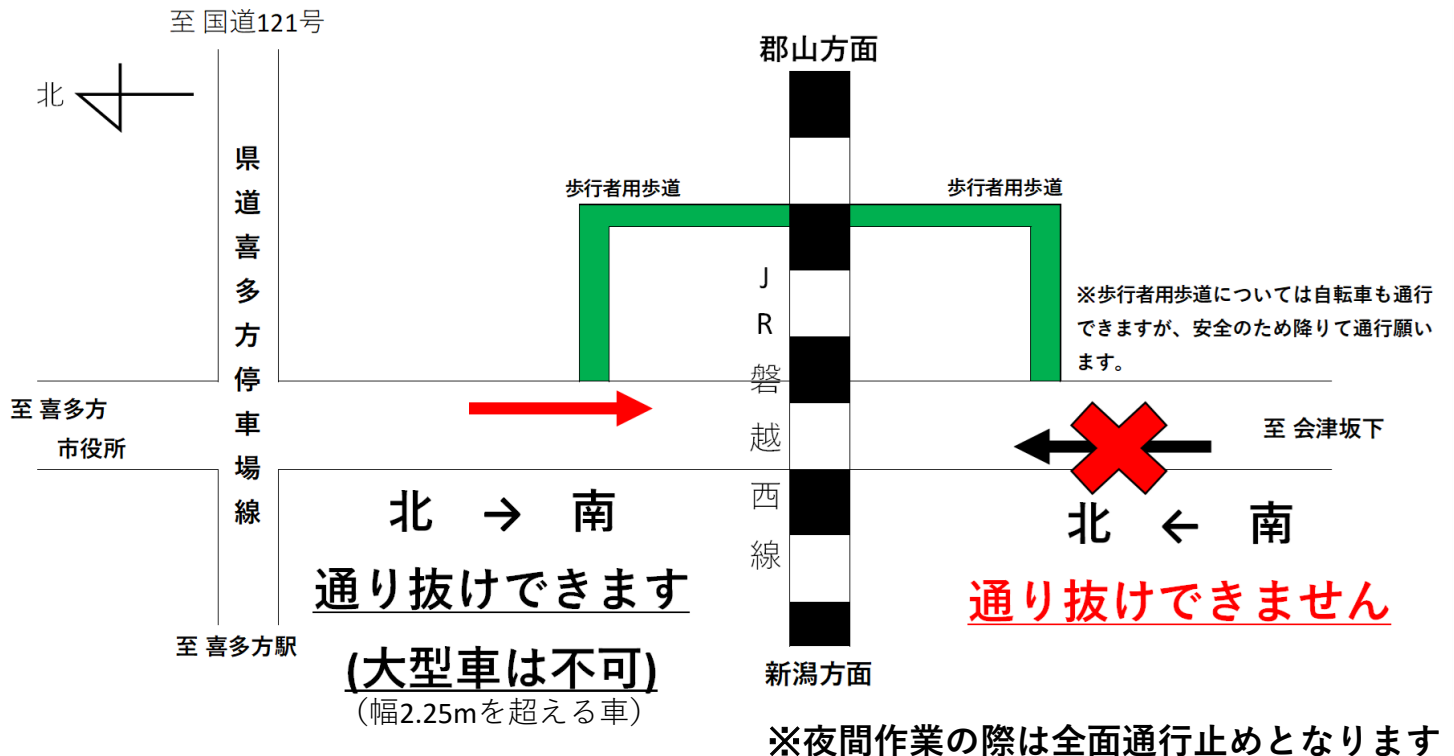 至 国道121号
北
県道喜多方停車場線
郡山方面
歩行者用歩道
歩行者用歩道
JR磐越西線
※歩行者用歩道については自転車も通行
できますが、安全のため降りて通行願い
ます。
至 喜多方
市役所
至 会津坂下
北 → 南
通り抜けできます
(大型車は不可)
（幅2.25mを超える車）
北 ← 南
通り抜けできません
至 喜多方駅
新潟方面
※夜間作業の際は全面通行止めとなります